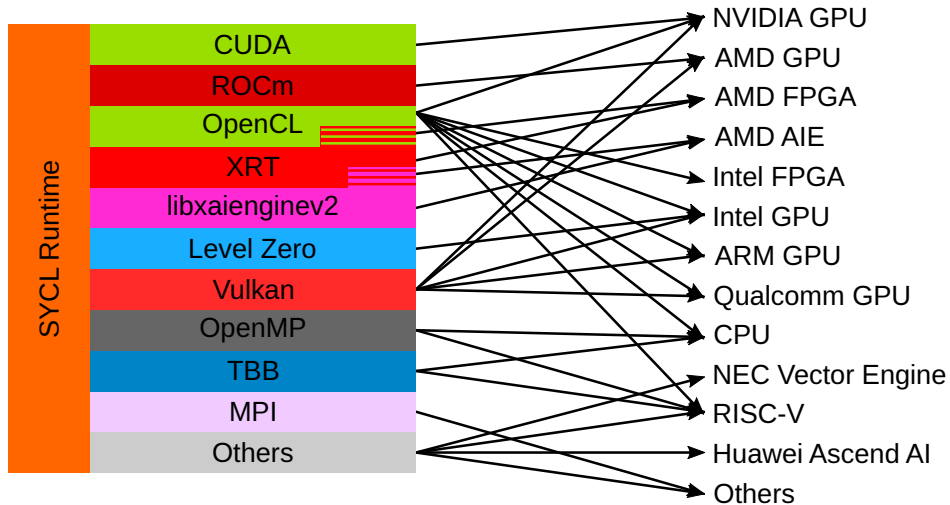 SYCL Runtime
CUDA
ROCm
OpenCL
XRT
libxaienginev2
Level Zero
Vulkan
OpenMP
TBB
MPI
Others
NVIDIA GPU
AMD GPU
AMD FPGA
AMD AIE
Intel FPGA
Intel GPU
ARM GPU
Qualcomm GPU
CPU
NEC Vector Engine
RISC-V
Huawei Ascend AI
Others